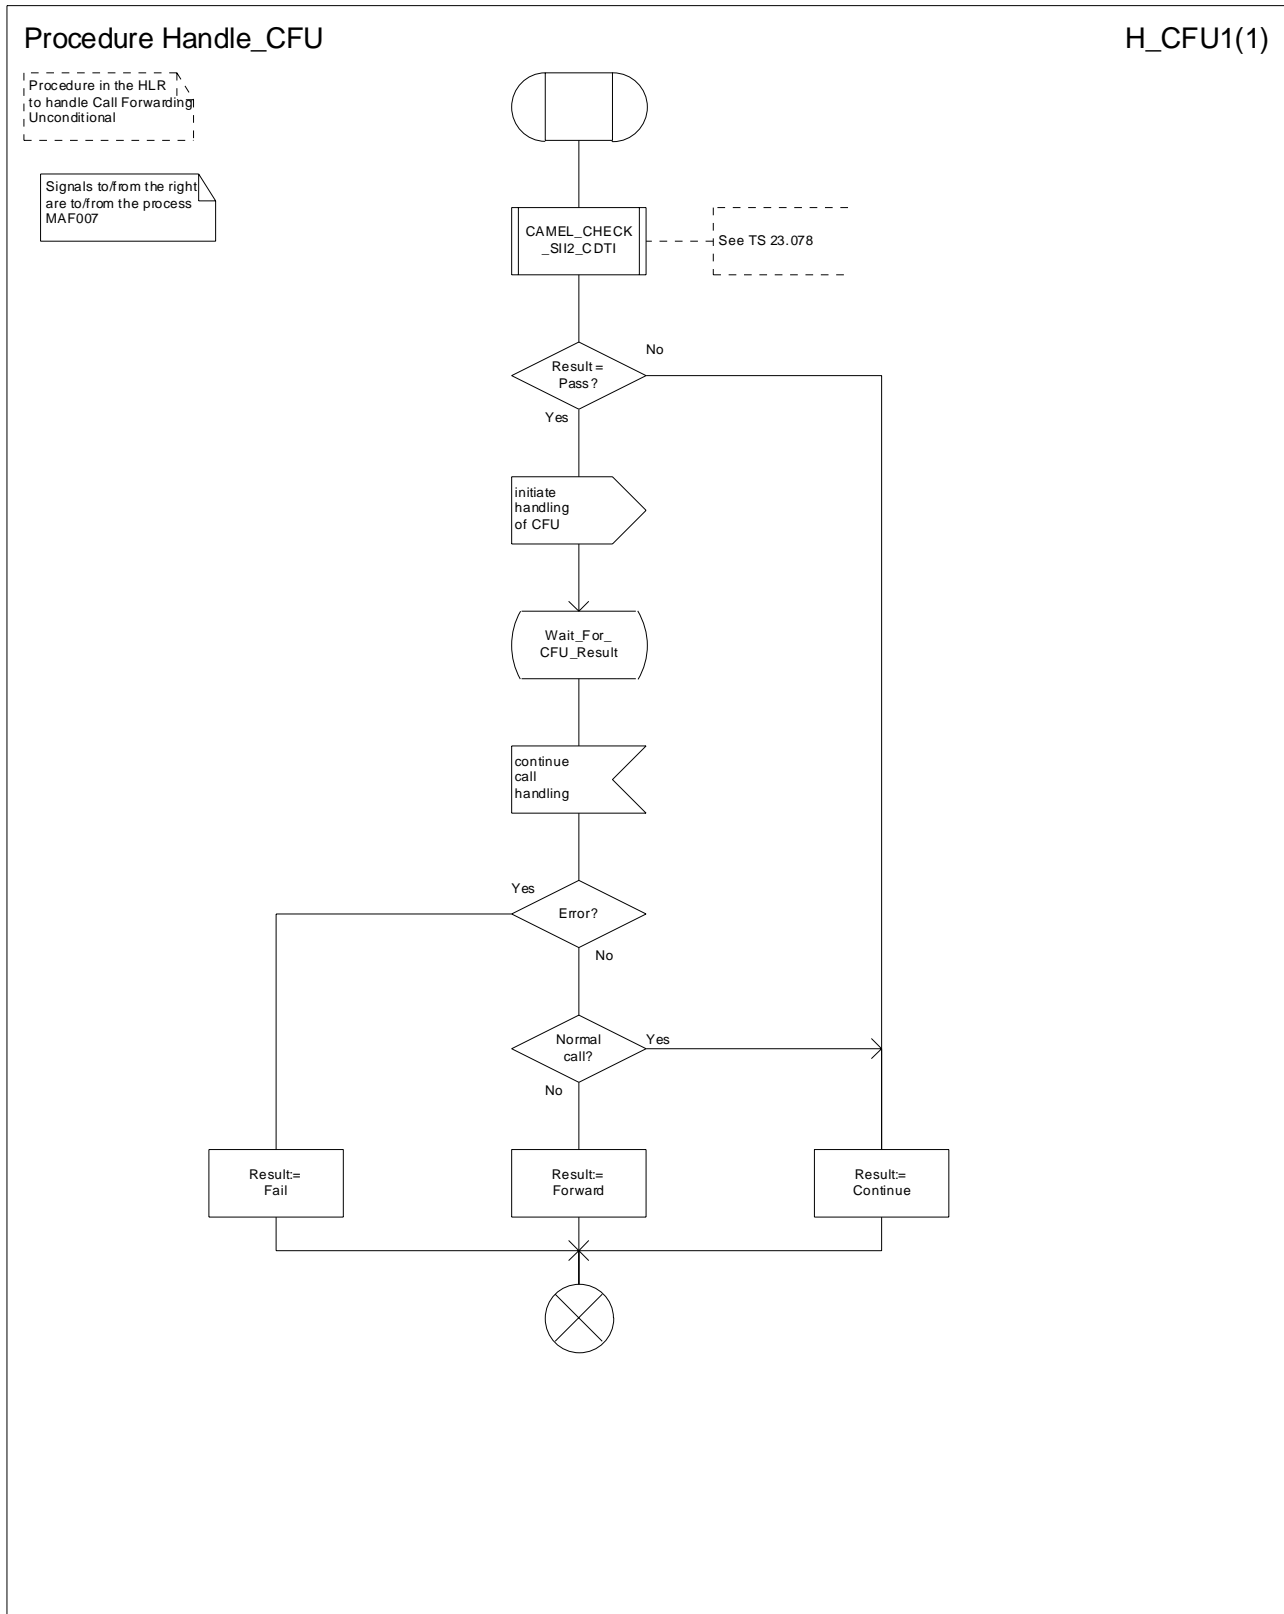 Procedure Handle_CFU
H_CFU1(1)
Procedure in the HLR
to handle Call Forwarding
Unconditional
Signals to/from the right
are to/from the process
MAF007
CAMEL_CHECK
_SII2_CDTI
See TS 23.078
Result =
Pass?
No
Yes
initiate
handling
of CFU
Wait_For_
CFU_Result
continue
call
handling
Yes
Error?
No
Normal
call?
Yes
No
Result:=
Fail
Result:=
Forward
Result:=
Continue